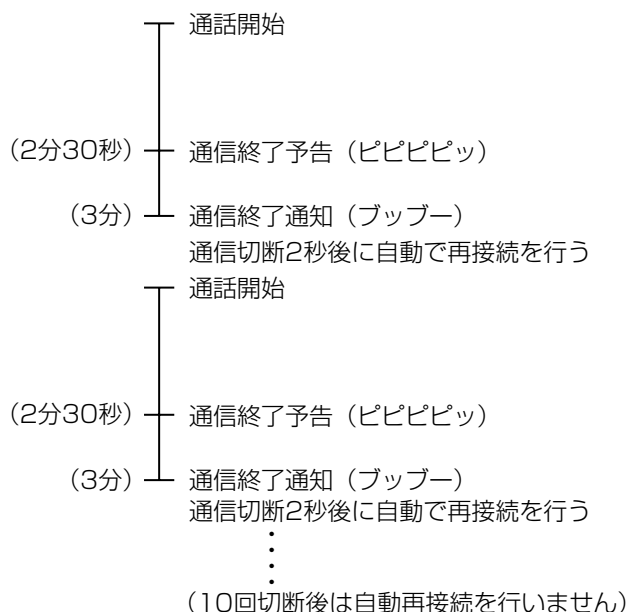 通話開始
（2分30秒） 通信終了予告（ピピピピッ）
（3分） 通信終了通知（ブッブー）
通信切断2秒後に自動で再接続を行う
通話開始
（2分30秒） 通信終了予告（ピピピピッ）
（3分） 通信終了通知（ブッブー）
通信切断2秒後に自動で再接続を行う
（10回切断後は自動再接続を行いません）